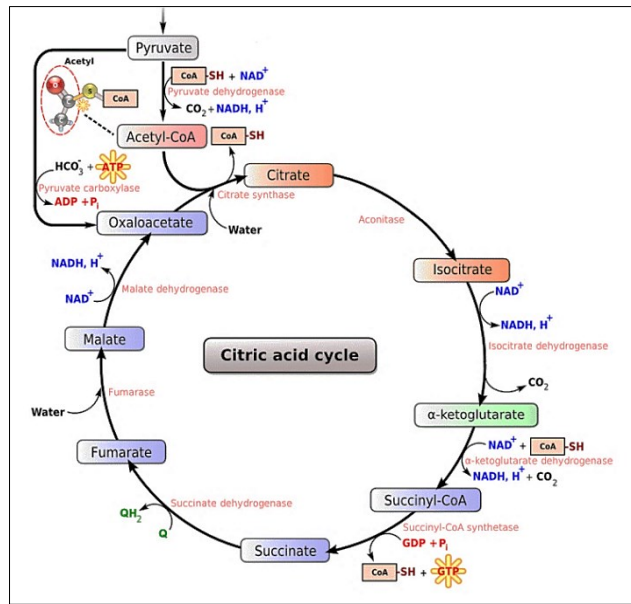 Pyruvate
Acetyl
O
S
C
C
CoA
CoA-SH + NAD+
Pyruvate dehydrogenase
CO2 + NADH, H+
Acetyl-CoA
CoA-SH
HCO3- + ATP
Pyruvate carboxylase
ADP + Pi
Citrate
Citrate synthase
Water
Oxaloacetate
Aconitase
Isocitrate
NAD+
NADH, H+
Isocitrate dehydrogenase
CO2
NADH, H+
NAD+
Malate dehydrogenase
Malate
Citric acid cycle
α-ketoglutarate
Water
Fumarase
NAD+ + CoA-SH
α-ketoglutarate dehydrogenase
NADH, H+ + CO2
Fumarate
Succinyl-CoA
Succinate dehydrogenase
QH2
Q
Succinyl-CoA synthetase
GDP + Pi
Succinate
CoA-SH + GTP